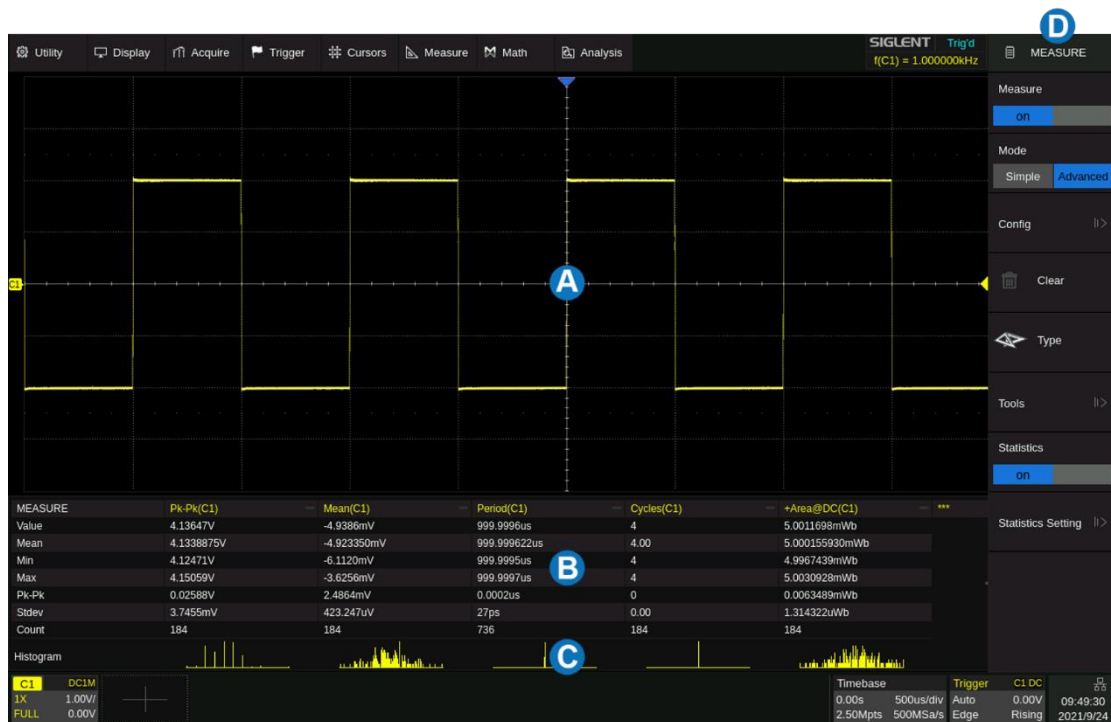 D
Utility Display Acquire Trigger Cursors Measure Math Analysis SIGLENT Trig'd MEASURE
f(C1) = 1.000000kHz
Measure
on
Mode
Simple Advanced
Config
Clear
Type
Tools
Statistics
on
Statistics Setting
C1
A
MEASURE Pk-Pk(C1) Mean(C1) Period(C1) Cycles(C1) +Area@DC(C1) ***
Value 4.13647V -4.9386mV 999.9996us 4 5.0011698mWb
Mean 4.1338875V -4.923350mV 999.999622us 4.00 5.000155930mWb
Min 4.12471V -6.1120mV 999.9995us 4 4.9967439mWb
Max 4.15059V -3.6256mV 999.9997us 4 5.0030928mWb
B
Pk-Pk 0.02588V 2.4864mV 0.0002us 0 0.0063489mWb
Stdev 3.7455mV 423.247uV 27ps 0.00 1.314322uWb
Count 184 184 736 184 184
Histogram
C
C1 DC1M Timebase Trigger C1 DC
1X 1.00V/ 0.00s 500us/div Auto 0.00V 09:49:30
FULL 0.00V 2.50Mpts 500MSa/s Edge Rising 2021/9/24